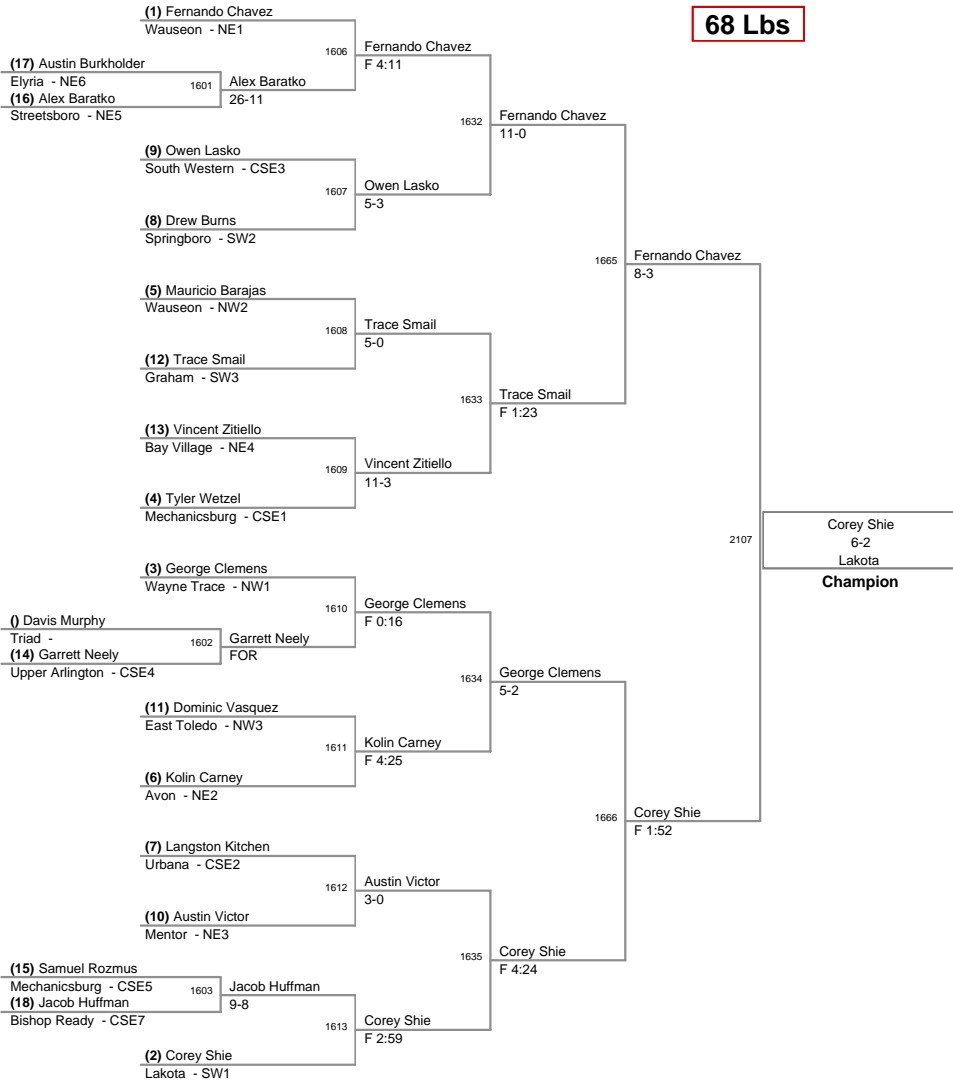 68 Lbs
(1) Fernando Chavez
Wauseon - NE1
1606
Fernando Chavez
F 4:11
(17) Austin Burkholder
Elyria - NE6
1601
Alex Baratko
26-11
(16) Alex Baratko
Streetsboro - NE5
1632
Fernando Chavez
11-0
(9) Owen Lasko
South Western - CSE3
1607
Owen Lasko
5-3
(8) Drew Burns
Springboro - SW2
1665
Fernando Chavez
8-3
(5) Mauricio Barajas
Wauseon - NW2
1608
Trace Smail
5-0
(12) Trace Smail
Graham - SW3
1633
Trace Smail
F 1:23
(13) Vincent Zitiello
Bay Village - NE4
1609
Vincent Zitiello
11-3
(4) Tyler Wetzel
Mechanicsburg - CSE1
2107
Corey Shie
6-2
Lakota
Champion
(3) George Clemens
Wayne Trace - NW1
1610
George Clemens
F 0:16
() Davis Murphy
Triad -
1602
Garrett Neely
FOR
(14) Garrett Neely
Upper Arlington - CSE4
1634
George Clemens
5-2
(11) Dominic Vasquez
East Toledo - NW3
1611
Kolin Carney
F 4:25
(6) Kolin Carney
Avon - NE2
1666
Corey Shie
F 1:52
(7) Langston Kitchen
Urbana - CSE2
1612
Austin Victor
3-0
(10) Austin Victor
Mentor - NE3
1635
Corey Shie
F 4:24
(15) Samuel Rozmus
Mechanicsburg - CSE5
1603
Jacob Huffman
9-8
(18) Jacob Huffman
Bishop Ready - CSE7
1613
Corey Shie
F 2:59
(2) Corey Shie
Lakota - SW1